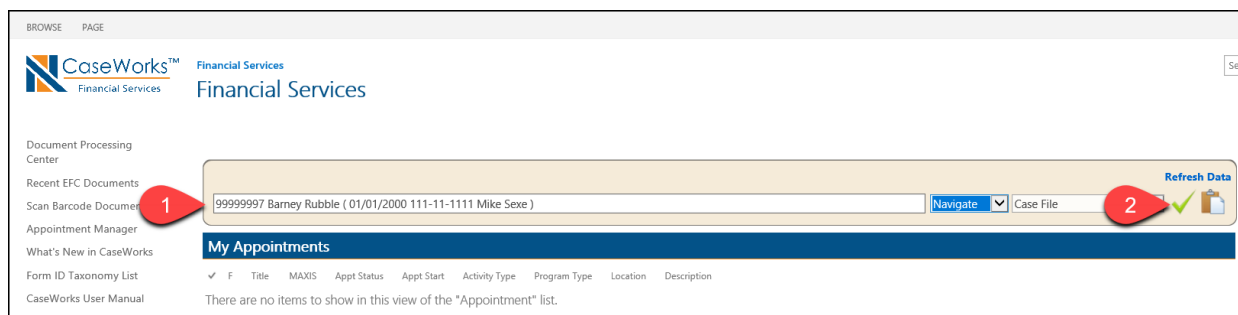 BROWSE PAGE
CaseWorks™
Financial Services
Financial Services
Financial Services
Document Processing
Center
Recent EFC Documents
Scan Barcode Docume
Appointment Manager
What's New in CaseWorks
Form ID Taxonomy List
CaseWorks User Manual
Se
Refresh Data
1
99999997 Barney Rubble ( 01/01/2000 111-11-1111 Mike Sexe )
Navigate
Case File
2
My Appointments
F Title MAXIS Appt Status Appt Start Activity Type Program Type Location Description
There are no items to show in this view of the "Appointment" list.